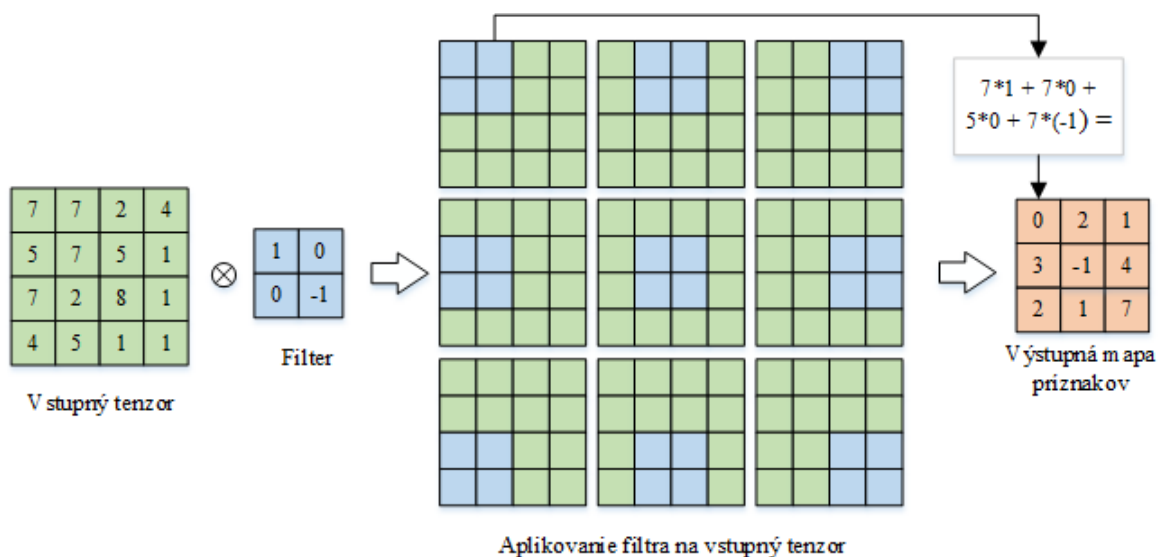 7*1 + 7*0 +
5*0 + 7*(-1) =
7 7 2 4
5 7 5 1
7 2 8 1
4 5 1 1
Vstupný tenzor
1 0
0 -1
Filter
0 2 1
3 -1 4
2 1 7
Výstupná mapa
priznakov
Aplikovanie filtra na vstupný tenzor